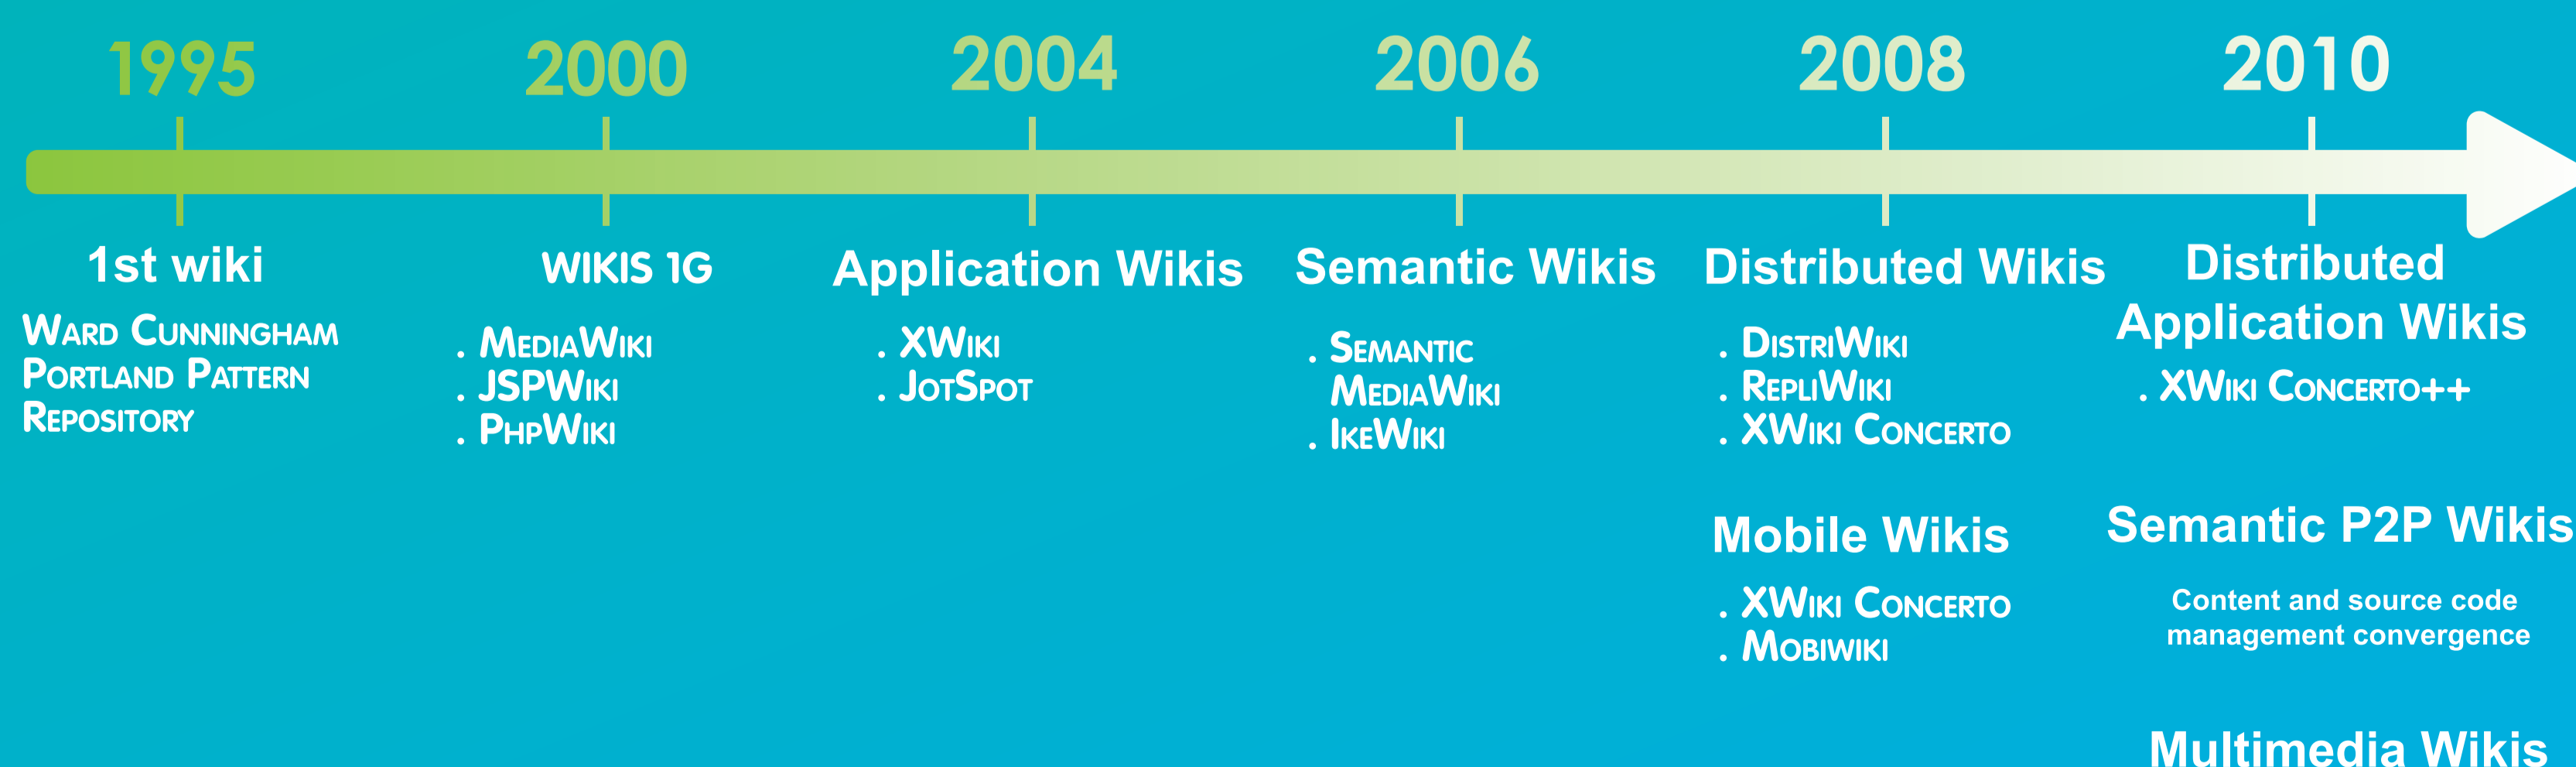 1995
2000
2004
2006
2008
2010
1st wiki
WARD CUNNINGHAM
PORTLAND PATTERN
REPOSITORY
WIKIS 1G
. MEDIAWIKI
. JSPWIKI
. PHPWIKI
Application Wikis
. XWIKI
. JOTSPOT
Semantic Wikis
. SEMANTIC
MEDIAWIKI
. IKEWIKI
Distributed Wikis
. DISTRIWIKI
. REPLIWIKI
. XWIKI CONCERTO
Mobile Wikis
. XWIKI CONCERTO
. MOBIWIKI
Distributed
Application Wikis
. XWIKI CONCERTO++
Semantic P2P Wikis
Content and source code
management convergence
Multimedia Wikis